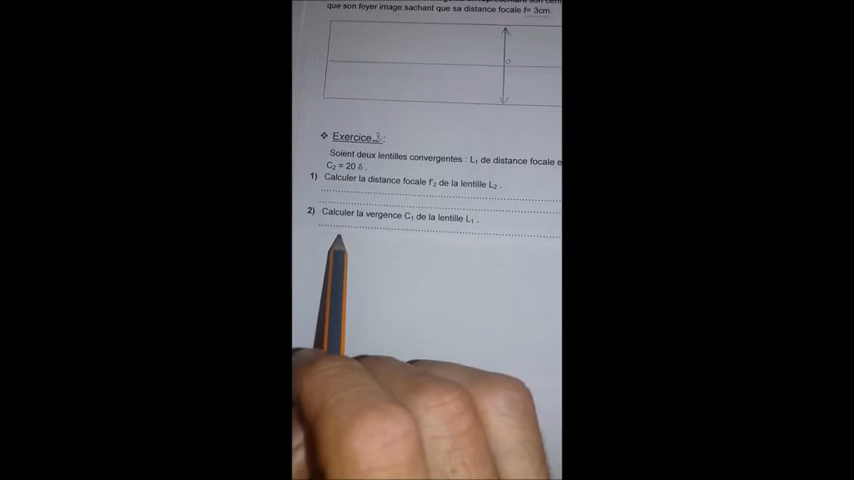 que son foyer image sachant que sa distance focale f= 3cm.
o
❖ Exercice 3:
Soient deux lentilles convergentes : L₁ de distance focale
C₂ = 20 δ .
1) Calculer la distance focale f'₂ de la lentille L₂ .
2) Calculer la vergence C₁ de la lentille L₁ .